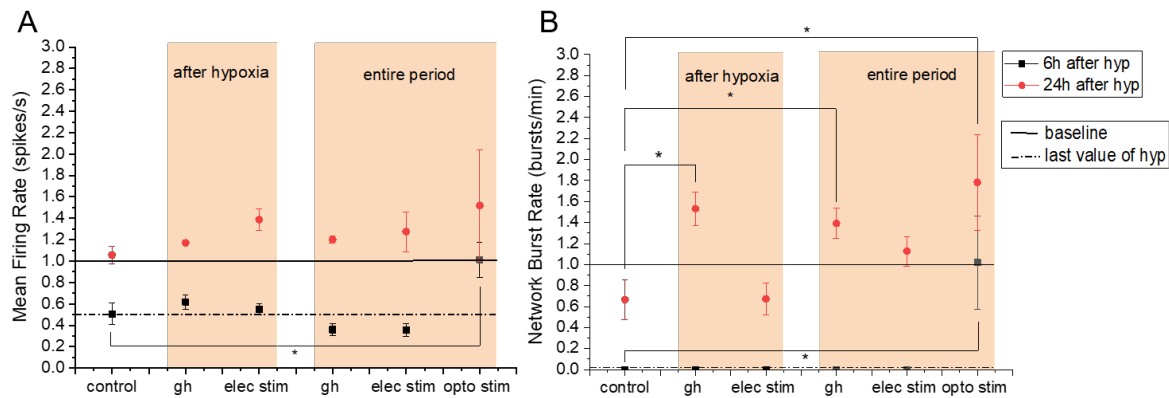 A
Mean Firing Rate (spikes/s)
3.0
2.8
2.6
2.4
2.2
2.0
1.8
1.6
1.4
1.2
1.0
0.8
0.6
0.4
0.2
0.0
after hypoxia
entire period
*
control gh elec stim gh elec stim opto stim
B
Network Burst Rate (bursts/min)
3.0
2.8
2.6
2.4
2.2
2.0
1.8
1.6
1.4
1.2
1.0
0.8
0.6
0.4
0.2
0.0
*
after hypoxia
entire period
*
*
*
control gh elec stim gh elec stim opto stim
6h after hyp
24h after hyp
baseline
last value of hyp